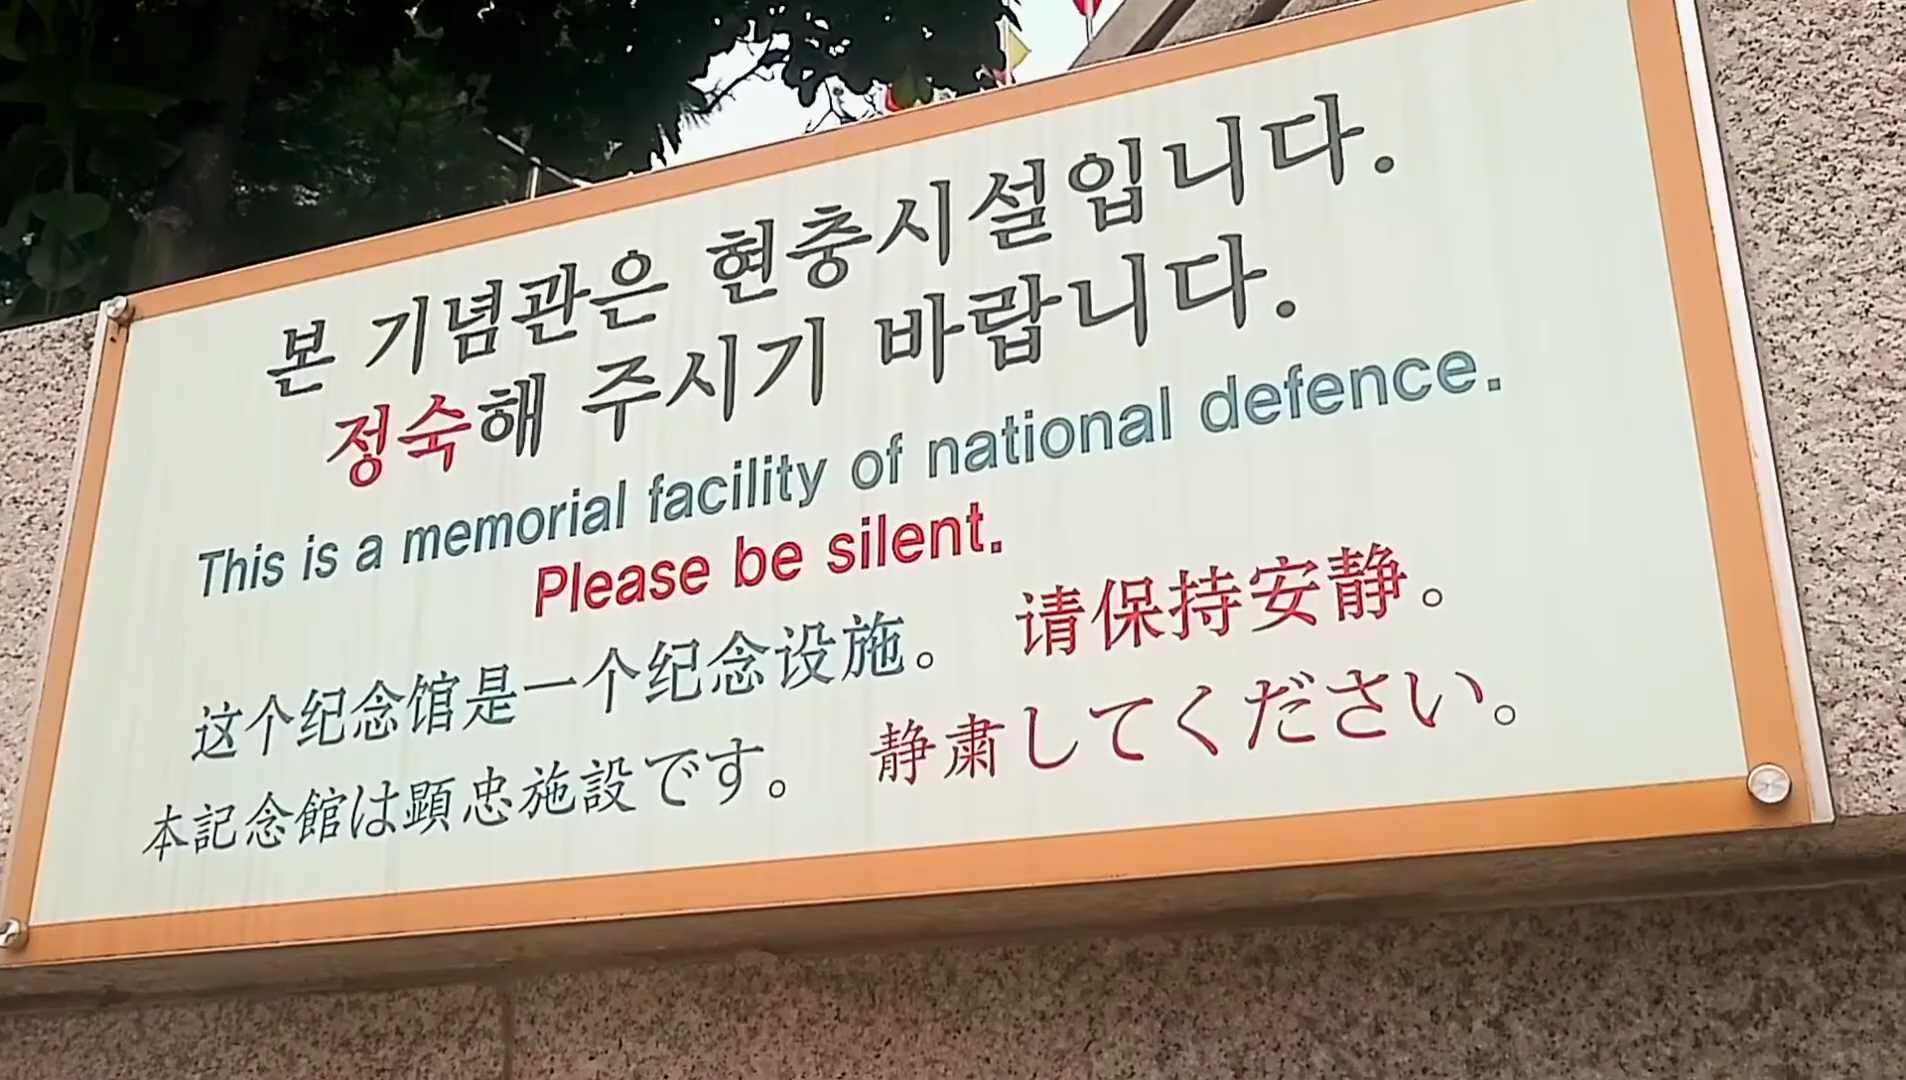 본 기념관은 현충시설입니다.
정숙해 주시기 바랍니다.
This is a memorial facility of national defence.
Please be silent.
这个纪念馆是一个纪念设施。 请保持安静。
本記念館は顕忠施設です。 静粛してください。